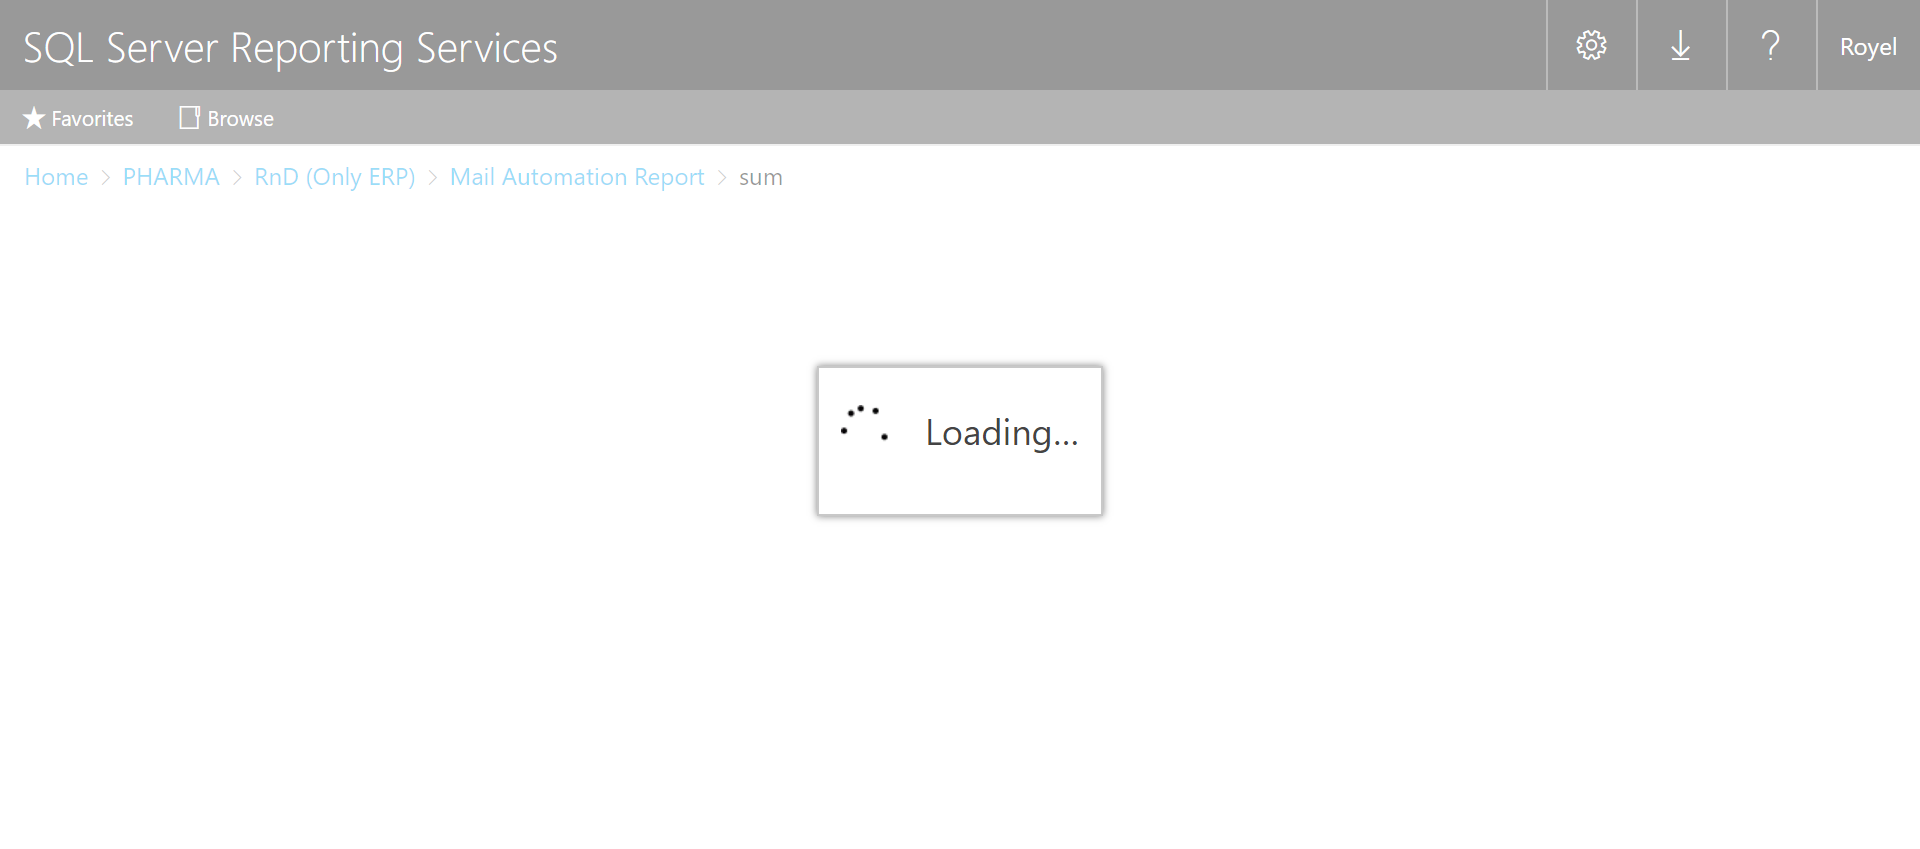 SQL Server Reporting Services
?
Royel
Favorites
Browse
Home > PHARMA > RnD (Only ERP) > Mail Automation Report > sum
Loading...